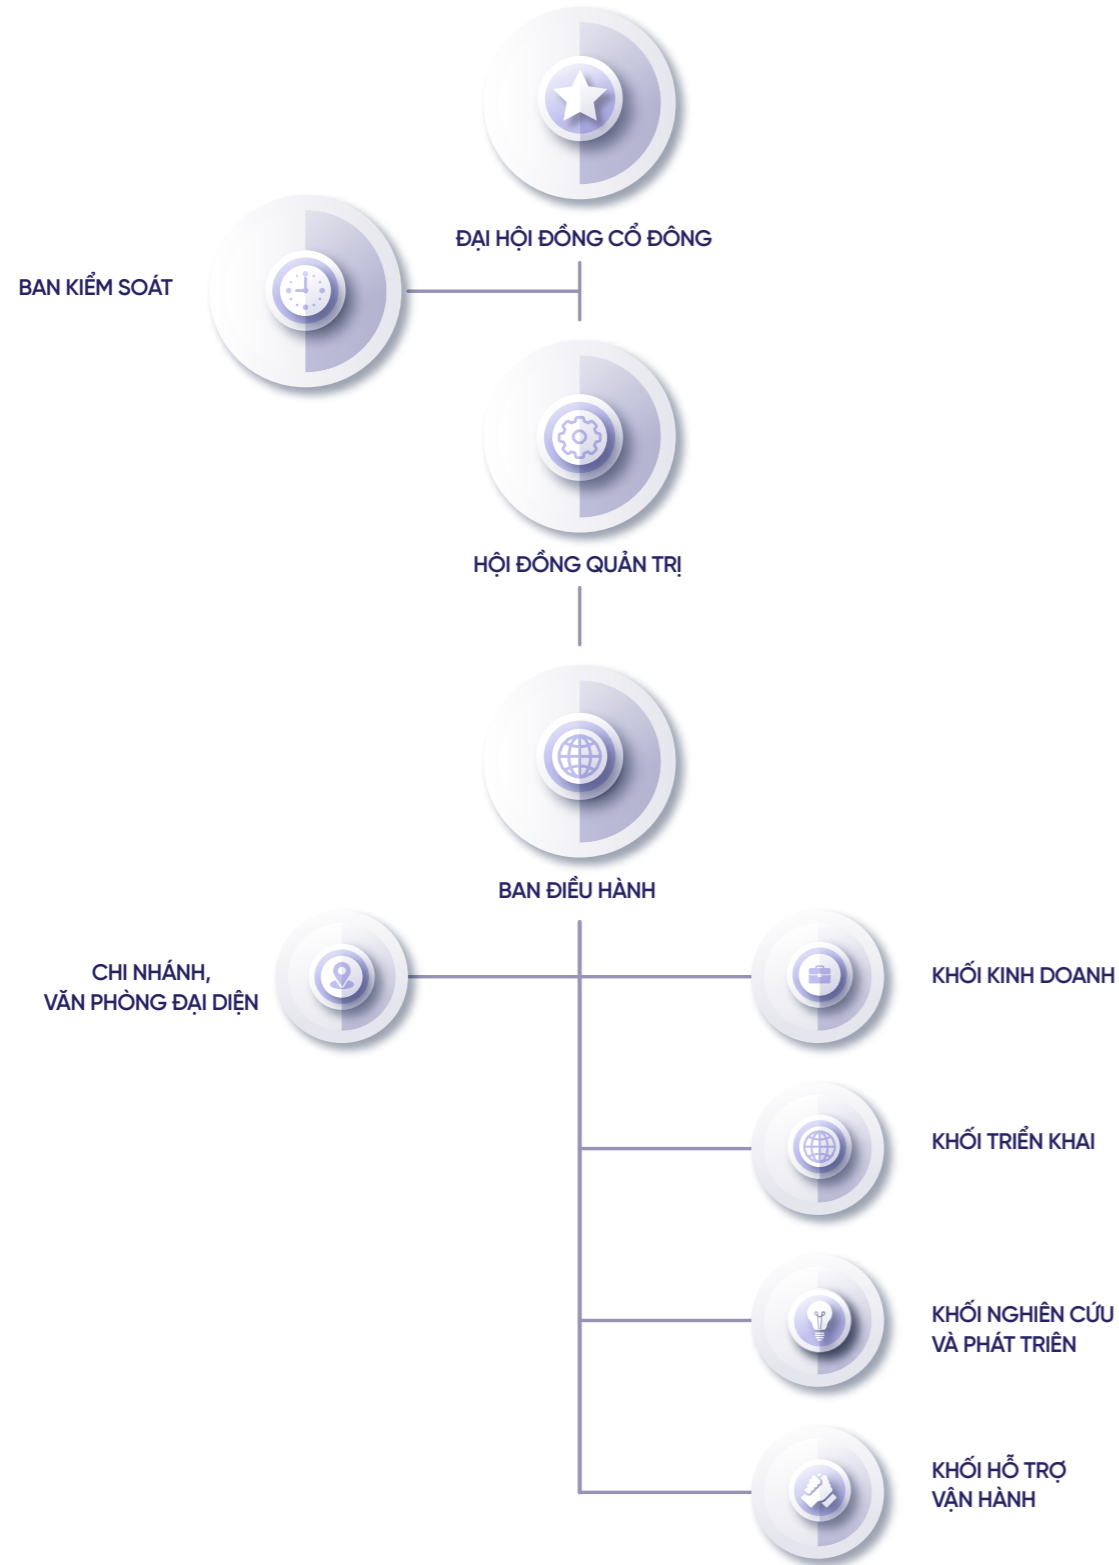 ĐẠI HỘI ĐỒNG CỔ ĐÔNG
BAN KIỂM SOÁT
HỘI ĐỒNG QUẢN TRỊ
BAN ĐIỀU HÀNH
CHI NHÁNH,
VĂN PHÒNG ĐẠI DIỆN
KHỐI KINH DOANH
KHỐI TRIỂN KHAI
KHỐI NGHIÊN CỨU
VÀ PHÁT TRIÊN
KHỐI HỖ TRỢ
VẬN HÀNH